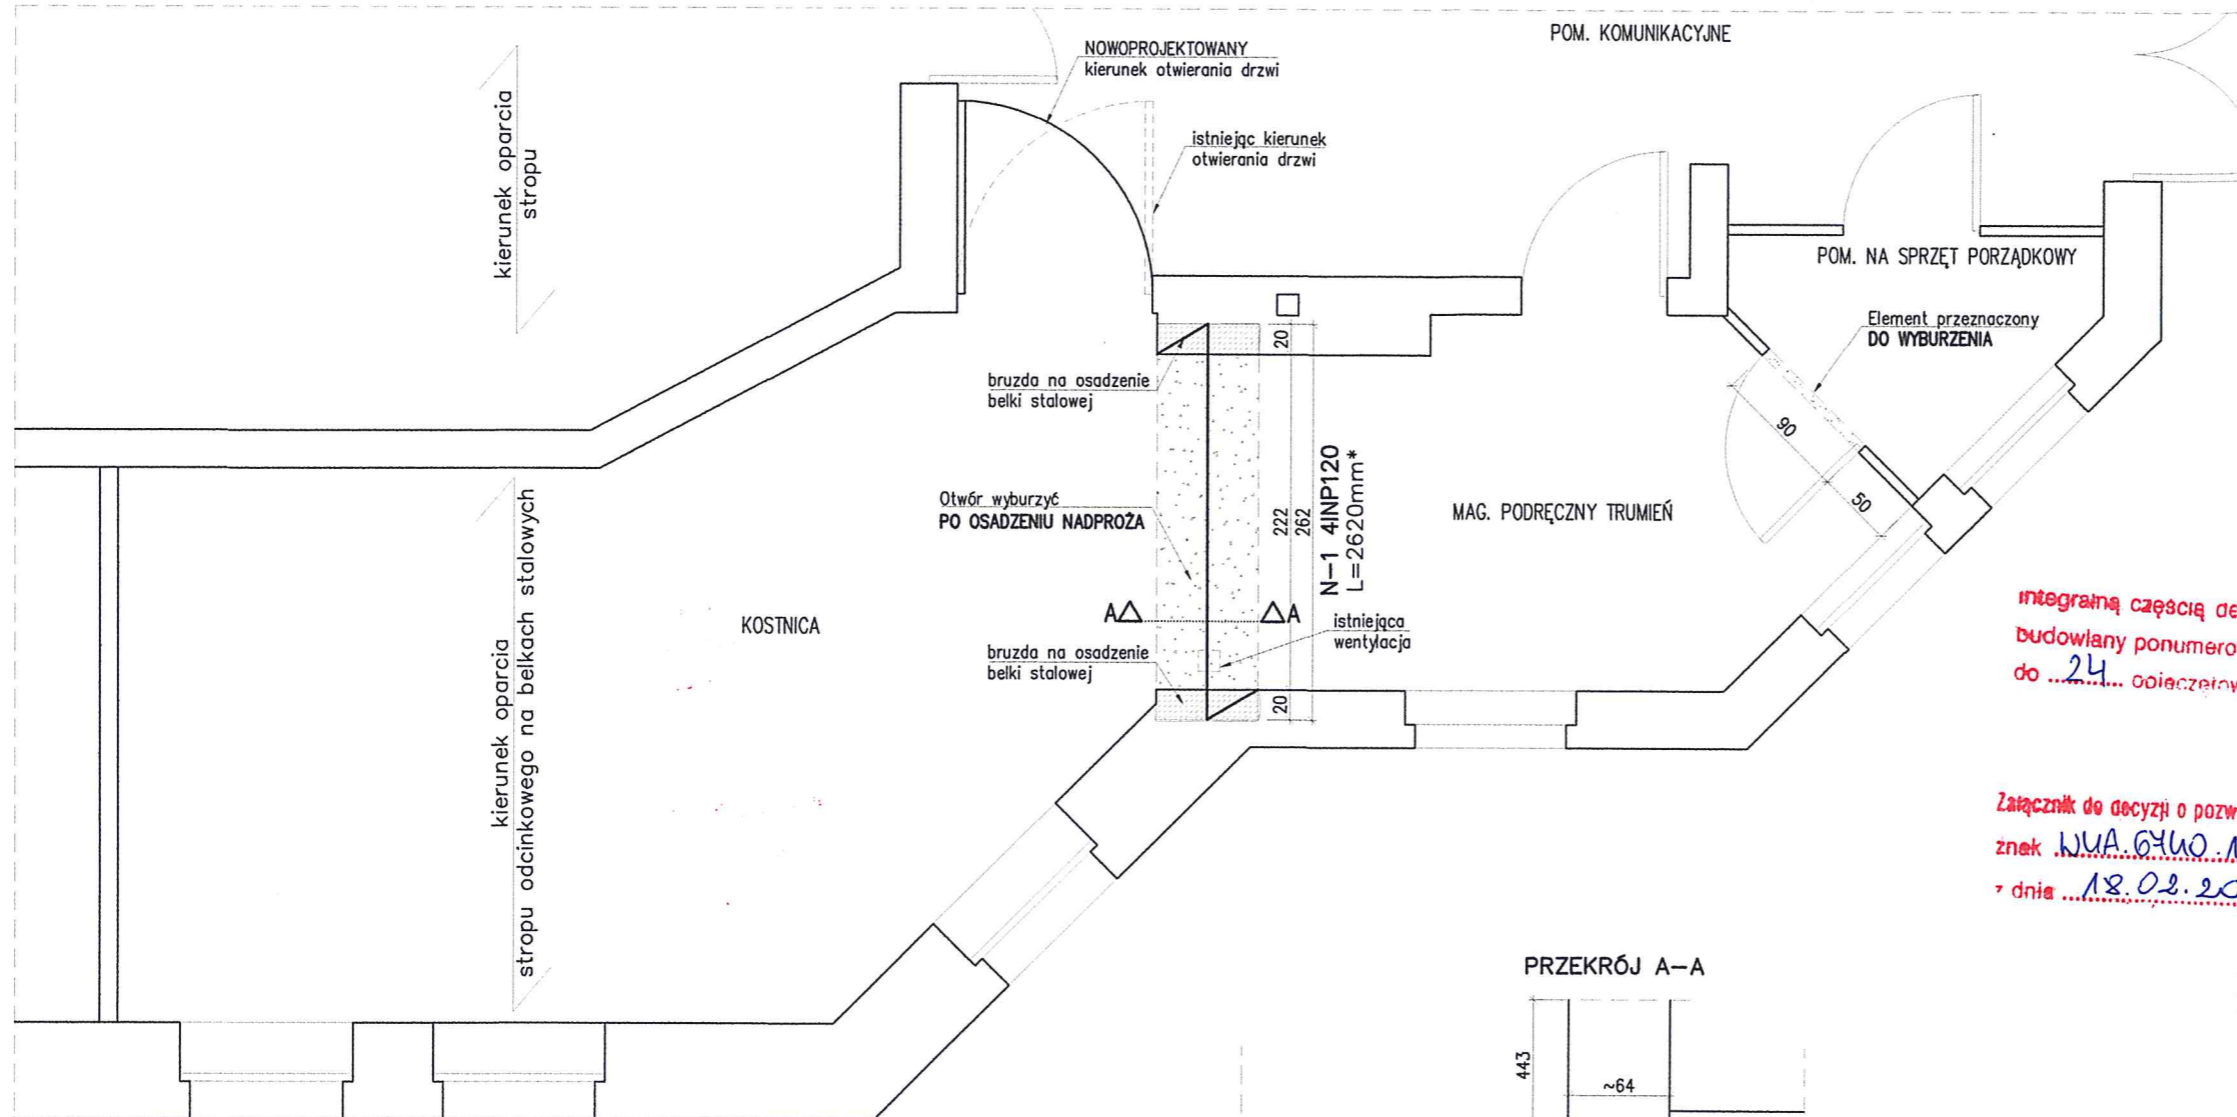 POM. KOMUNIKACYJNE
NOWOPROJEKTOWANY
kierunek otwierania drzwi
istniejąc kierunek
otwierania drzwi
kierunek oparcia
stropu
POM. NA SPRZĘT PORZĄDKOWY
Element przeznaczony
DO WYBURZENIA
20
bruzda na osadzenie
belki stalowej
90
50
222
262
N-1 4INP120
L=2620mm*
MAG. PODRĘCZNY TRUMIEŃ
Otwór wyburzyć
PO OSADZENIU NADPROŻA
kierunek oparcia
stropu odcinkowego na belkach stalowych
KOSTNICA
A
A
istniejąca
wentylacja
bruzda na osadzenie
belki stalowej
20
integralną częścią de
budowlany ponumero
do ...24... opieczętow
Załącznik do decyzji o pozw
znak WUA.6740.1
z dnia 18.02.20
PRZEKRÓJ A-A
443
~64